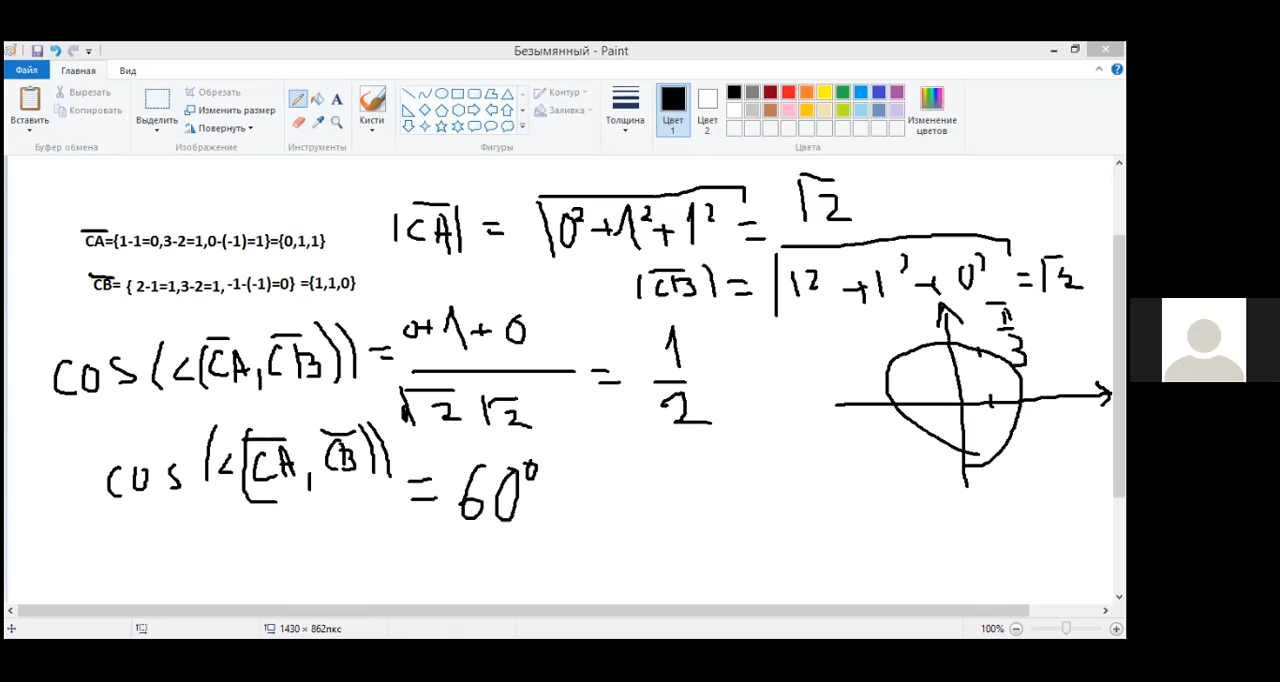 Безымянный - Paint
Файл Главная Вид
Вставить
Вырезать
Копировать
Буфер обмена
Выделить
Обрезать
Изменить размер
Повернуть
Изображение
A
Инструменты
Кисти
Контур
Заливка
Фигуры
Толщина
Цвет 1
Цвет 2
Изменение цветов
Цвета
CA={1-1=0,3-2=1,0-(-1)=1}={0,1,1}
CB= { 2-1=1,3-2=1, -1-(-1)=0} ={1,1,0}
|CA| = √0²+1²+1² = √2
|CB| = √1²+1²+0² = √2
cos(<(CA,CB)) = 0+1+0 / √2 √2 = 1/2
π/3
cos(<(CA,CB)) = 60°
1430 × 862пкс
100%